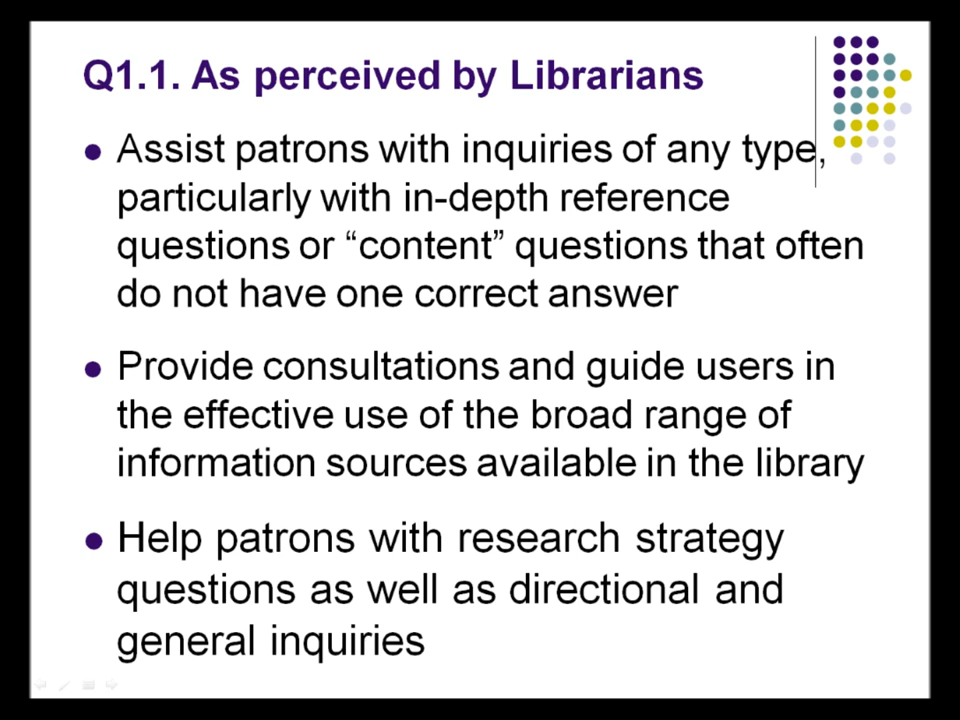 Q1.1. As perceived by Librarians
Assist patrons with inquiries of any type,
particularly with in-depth reference
questions or “content” questions that often
do not have one correct answer
Provide consultations and guide users in
the effective use of the broad range of
information sources available in the library
Help patrons with research strategy
questions as well as directional and
general inquiries